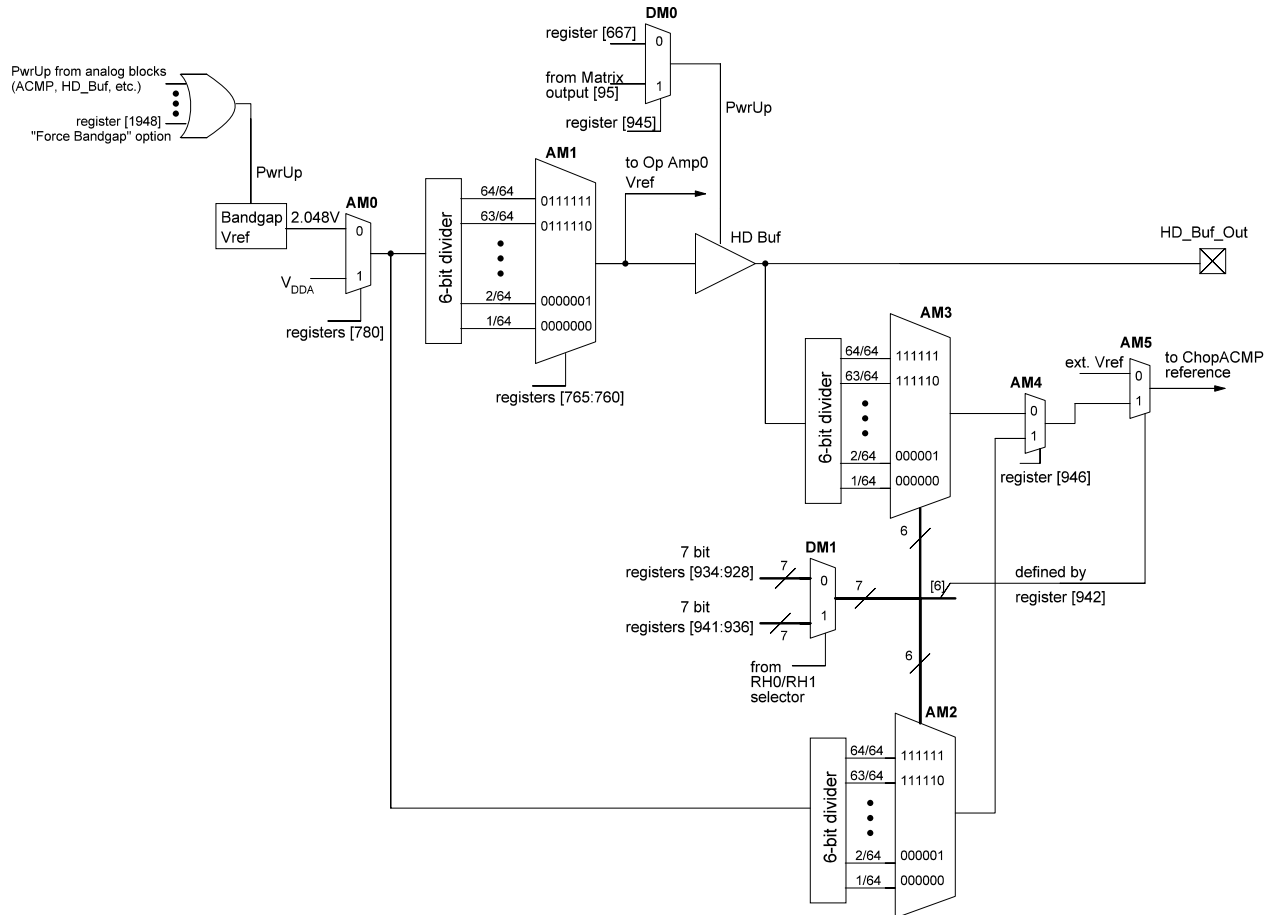 DM0
register [667]
0
from Matrix
output [95]
1
register [945]
PwrUp
PwrUp from analog blocks
(ACMP, HD_Buf, etc.)
register [1948]
"Force Bandgap" option
PwrUp
Bandgap
Vref
2.048V
AM0
0
1
VDDA
registers [780]
6-bit divider
AM1
64/64
0111111
63/64
0111110
2/64
0000001
1/64
0000000
registers [765:760]
to Op Amp0
Vref
HD Buf
HD_Buf_Out
AM3
6-bit divider
64/64
111111
63/64
111110
2/64
000001
1/64
000000
AM4
0
1
register [946]
AM5
ext. Vref
0
1
to ChopACMP
reference
6
DM1
7 bit
registers [934:928]
7
0
7 bit
registers [941:936]
7
1
7
[6]
defined by
register [942]
from
RH0/RH1
selector
6
AM2
6-bit divider
64/64
111111
63/64
111110
2/64
000001
1/64
000000